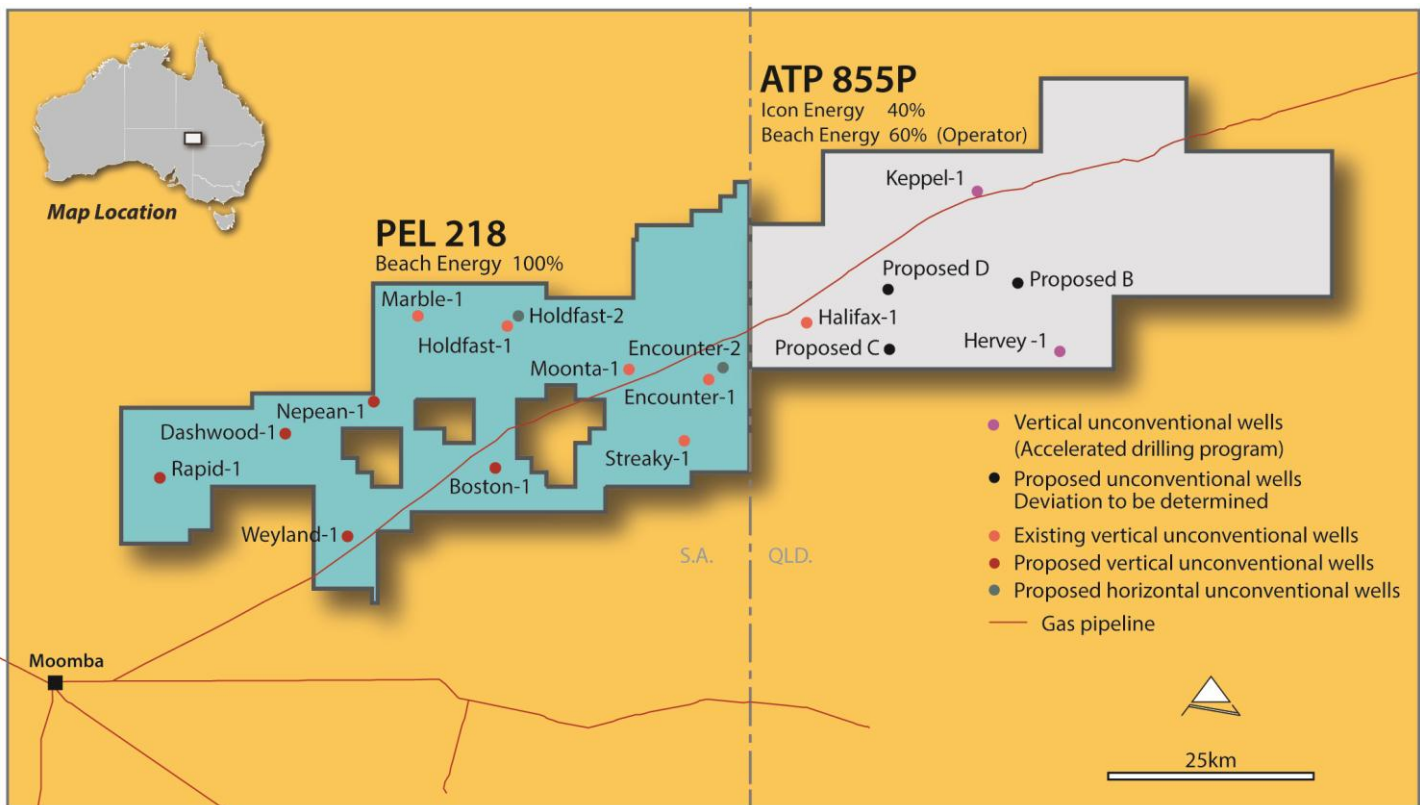 Map Location
ATP 855P
Icon Energy 40%
Beach Energy 60% (Operator)
Keppel-1
PEL 218
Beach Energy 100%
Proposed D
Proposed B
Marble-1
Holdfast-2
Halifax-1
Holdfast-1
Encounter-2
Proposed C
Hervey -1
Moonta-1
Encounter-1
Nepean-1
Dashwood-1
Streaky-1
Rapid-1
Boston-1
Weyland-1
S.A.
QLD.
Vertical unconventional wells
(Accelerated drilling program)
Proposed unconventional wells
Deviation to be determined
Existing vertical unconventional wells
Proposed vertical unconventional wells
Proposed horizontal unconventional wells
Gas pipeline
Moomba
25km